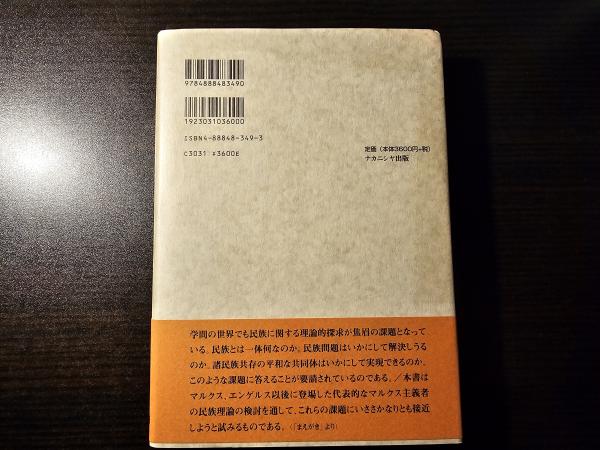 9784888483490
1923031036000
ISBN4-88848-349-3
C3031 ¥3600E
定価（本体3600円+税）
ナカニシヤ出版
学問の世界でも民族に関する理論的探求が焦眉の課題となって
いる。民族とは一体何なのか。民族問題はいかにして解決しうる
のか。諸民族共存の平和な共同体はいかにして実現できるのか。
このような課題に答えることが要請されているのである。／本書は
マルクス、エンゲルス以後に登場した代表的なマルクス主義者
の民族理論の検討を通して、これらの課題にいささかなりとも接近
しようと試みるものである。（「まえがき」より）